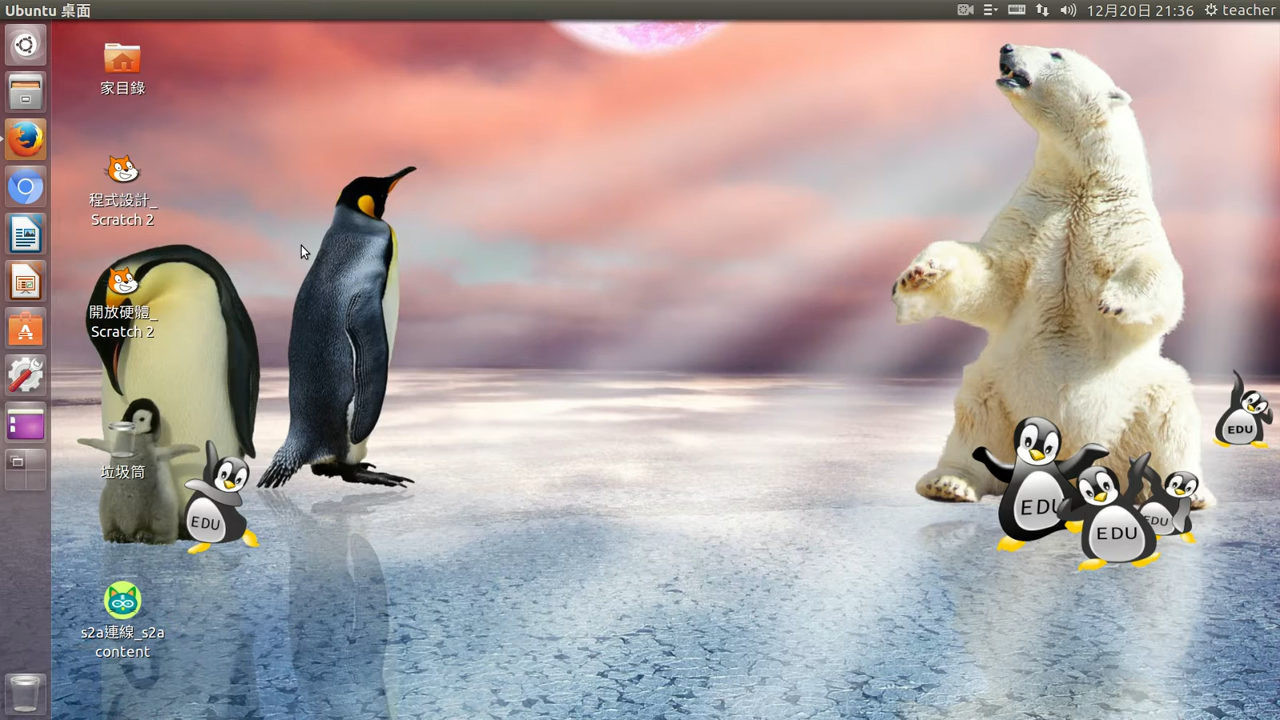 Ubuntu 桌面
12月20日 21:36
teacher
家目錄
程式設計_
Scratch 2
開放硬體_
Scratch 2
垃圾筒
s2a連線_s2a
content
EDU
EDU
EDU
EDU
EDU